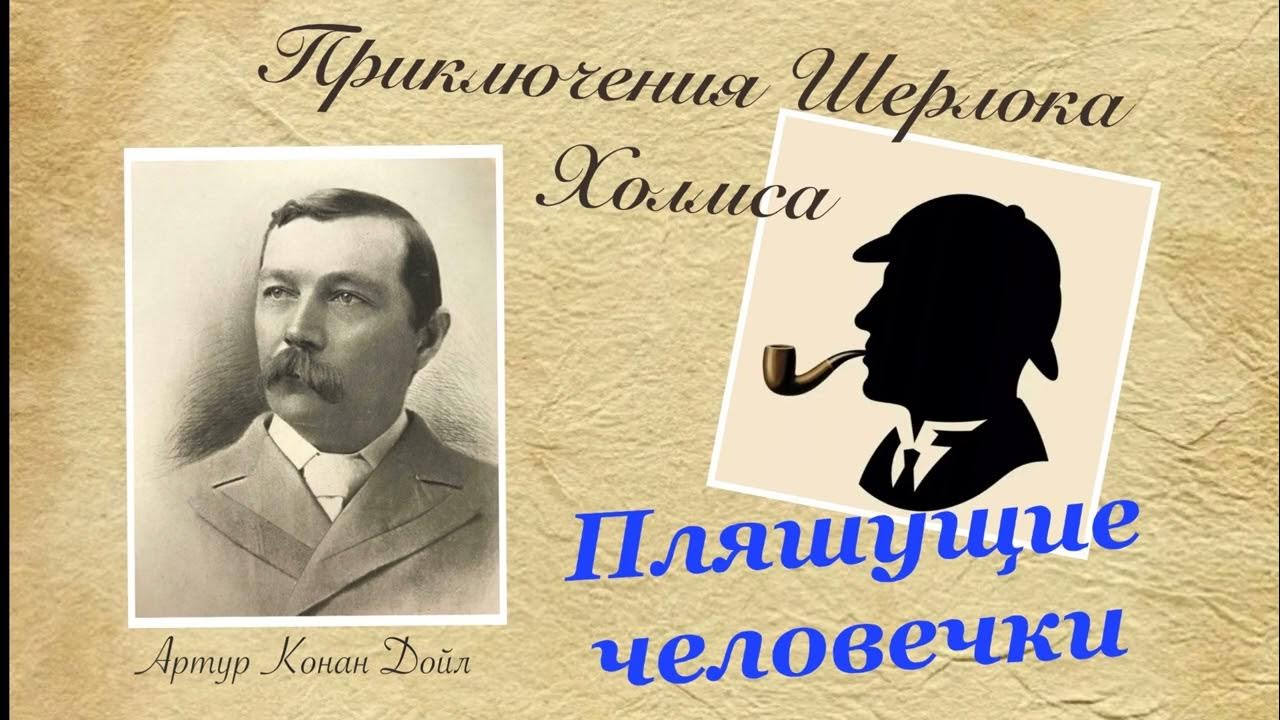 Приключения Шерлока
Холмса
Артур Конан Дойл
Пляшущие
человечки